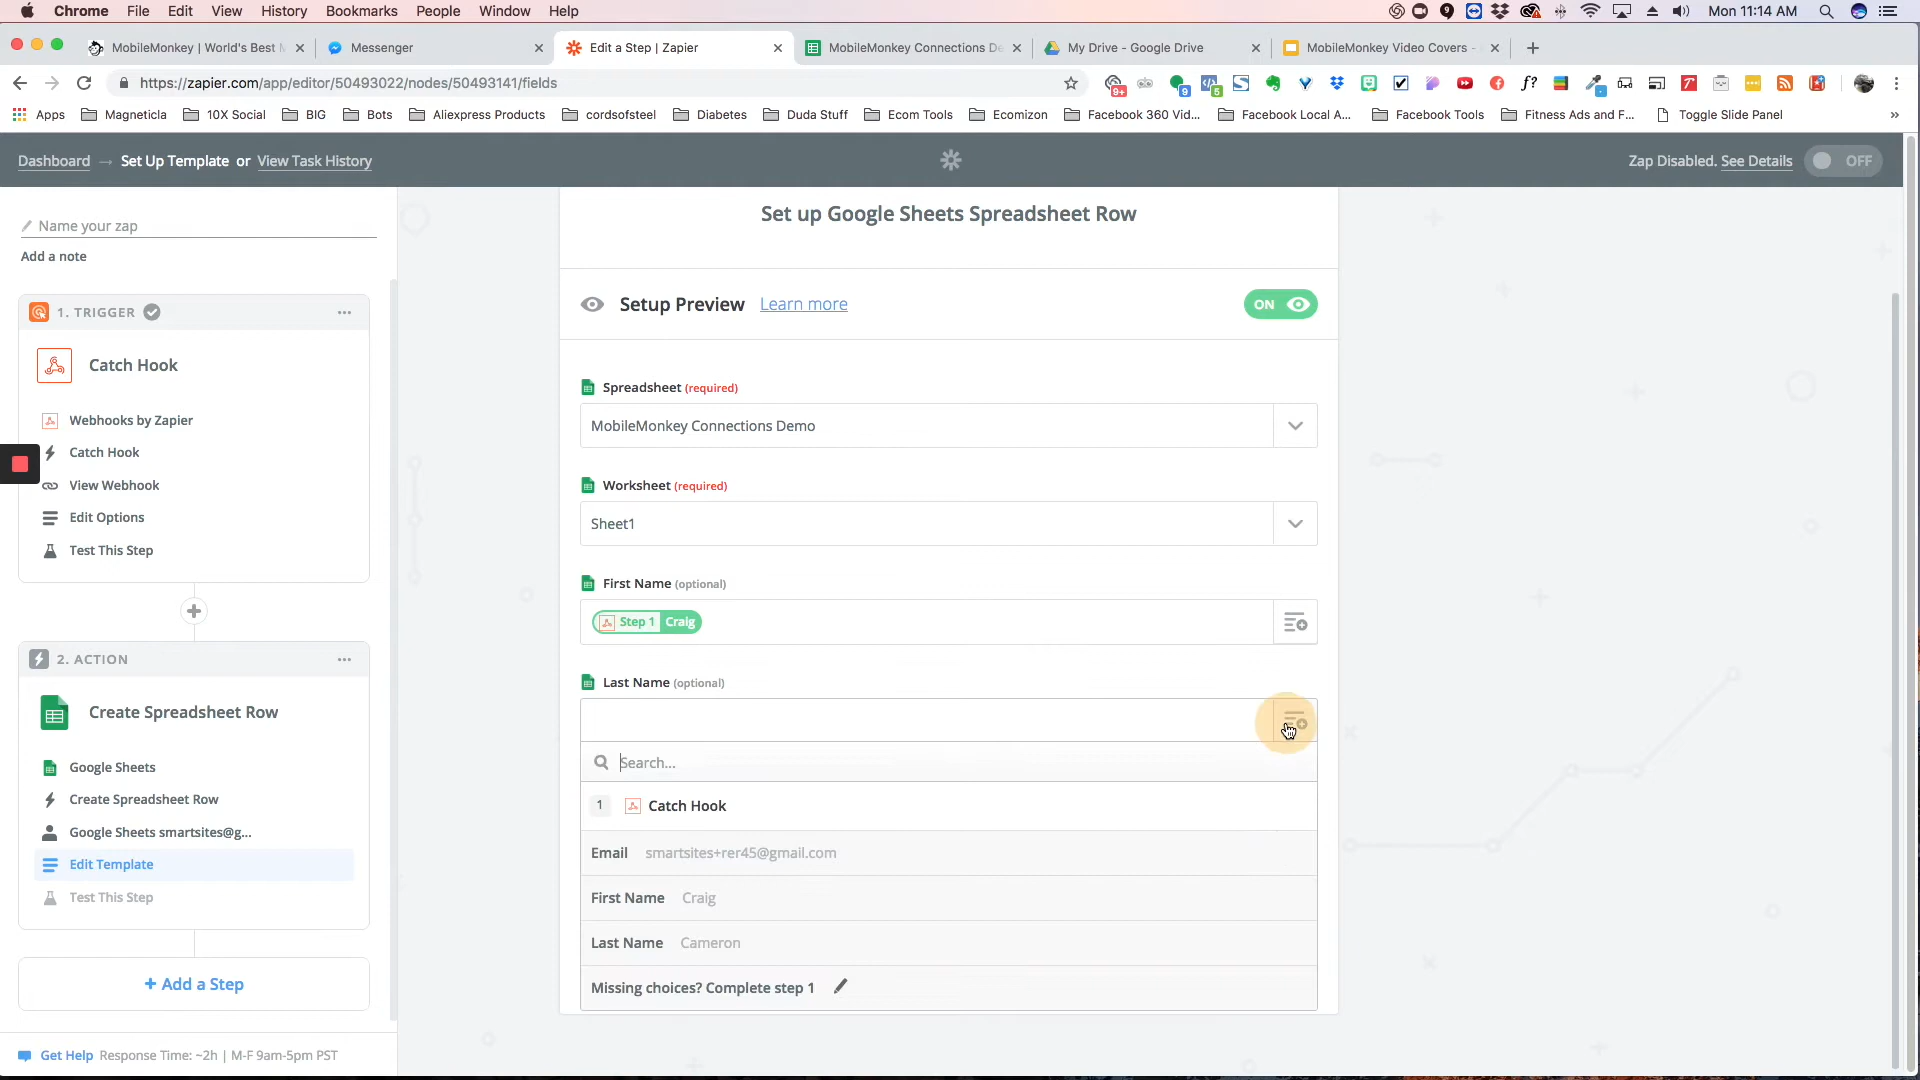 Chrome File Edit View History Bookmarks People Window Help
9 Mon 11:14 AM
MobileMonkey | World's Best M
Messenger
Edit a Step | Zapier
MobileMonkey Connections De
My Drive - Google Drive
MobileMonkey Video Covers -
https://zapier.com/app/editor/50493022/nodes/50493141/fields
9+ 9 5 f?
Apps Magneticla 10X Social BIG Bots Aliexpress Products cordsofsteel Diabetes Duda Stuff Ecom Tools Ecomizon Facebook 360 Vid... Facebook Local A... Facebook Tools Fitness Ads and F... Toggle Slide Panel »
Dashboard → Set Up Template or View Task History
Zap Disabled. See Details OFF
Name your zap
Add a note
1. TRIGGER
Catch Hook
Webhooks by Zapier
Catch Hook
View Webhook
Edit Options
Test This Step
2. ACTION
Create Spreadsheet Row
Google Sheets
Create Spreadsheet Row
Google Sheets smartsites@g...
Edit Template
Test This Step
+ Add a Step
Get Help Response Time: ~2h | M-F 9am-5pm PST
Set up Google Sheets Spreadsheet Row
Setup Preview Learn more ON
Spreadsheet (required)
MobileMonkey Connections Demo
Worksheet (required)
Sheet1
First Name (optional)
Step 1 Craig
Last Name (optional)
Search...
1 Catch Hook
Email smartsites+rer45@gmail.com
First Name Craig
Last Name Cameron
Missing choices? Complete step 1